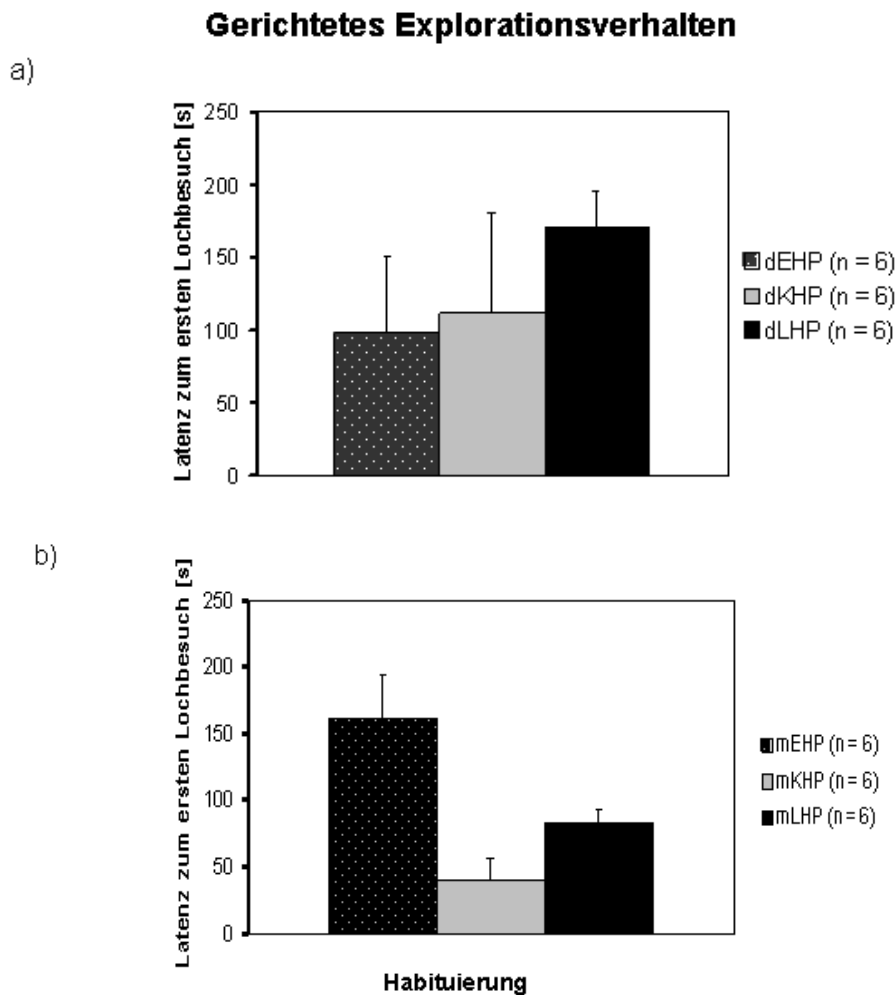 Gerichtetes Explorationsverhalten
a)
Latenz zum ersten Lochbesuch [s]
250
200
150
100
50
0
dEHP (n = 6)
dKHP (n = 6)
dLHP (n = 6)
b)
Latenz zum ersten Lochbesuch [s]
250
200
150
100
50
0
mEHP (n = 6)
mKHP (n = 6)
mLHP (n = 6)
Habituierung